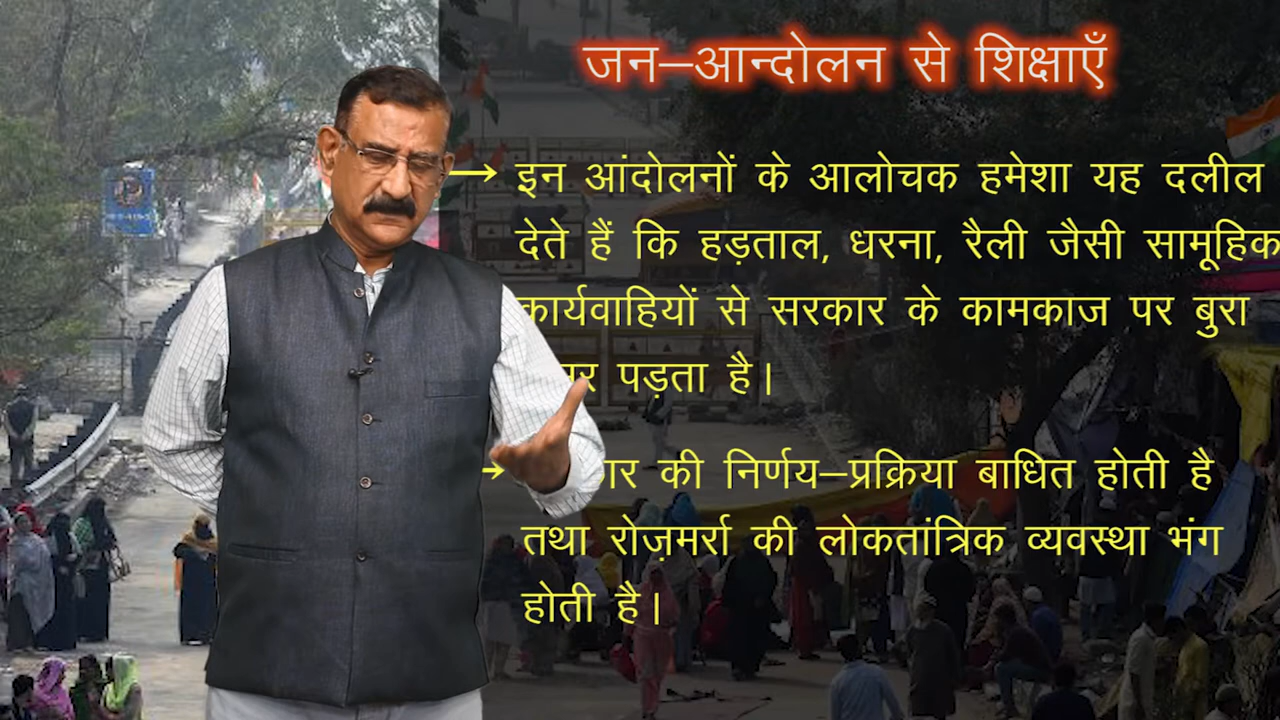 जन–आन्दोलन से शिक्षाएँ
→ इन आंदोलनों के आलोचक हमेशा यह दलील
देते हैं कि हड़ताल, धरना, रैली जैसी सामूहिक
कार्यवाहियों से सरकार के कामकाज पर बुरा
पड़ता है।
→ की निर्णय–प्रक्रिया बाधित होती है
तथा रोज़मर्रा की लोकतांत्रिक व्यवस्था भंग
होती है।